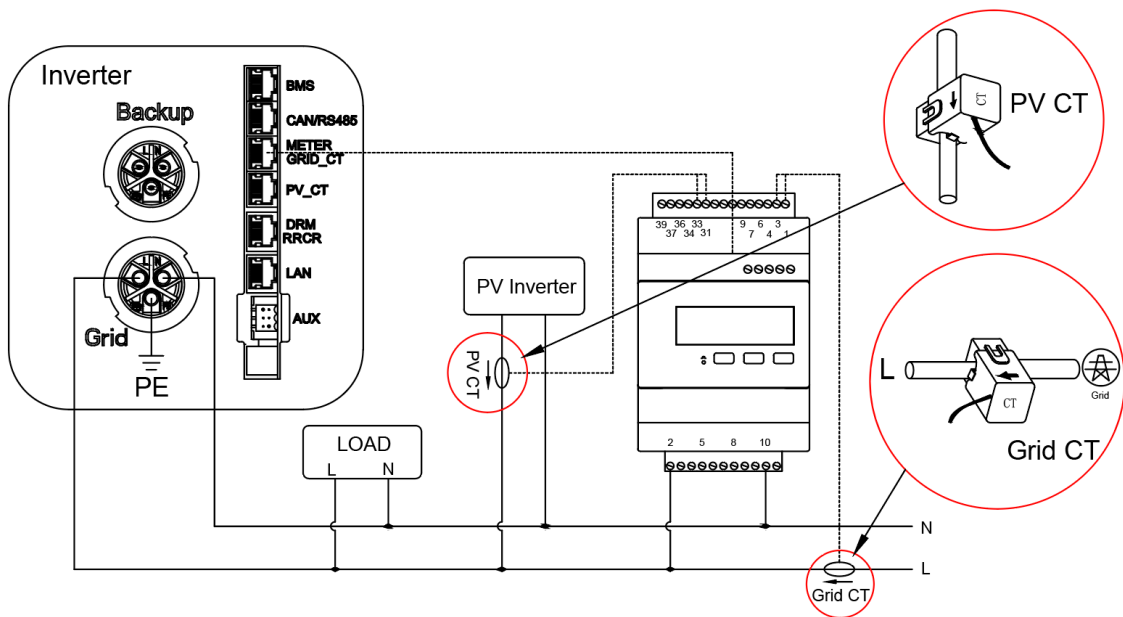 Inverter
Backup
L N
BMS
CAN/RS485
METER
GRID_CT
PV_CT
DRM
RRCR
LAN
AUX
Grid
PE
LOAD
L N
PV Inverter
PV CT
39 36 33 9 6 3
37 34 31 7 4 1
2 5 8 10
N
L
Grid CT
CT
PV CT
L
CT
Grid
Grid CT